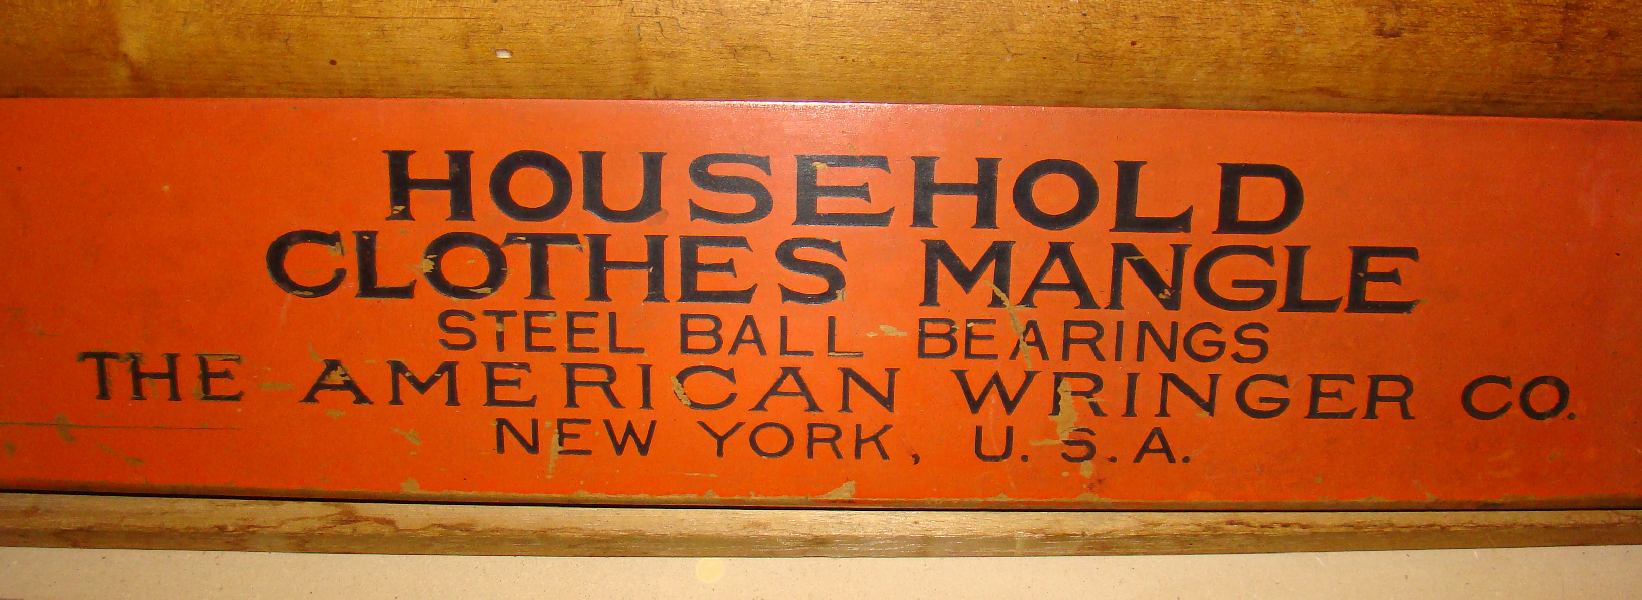 HOUSEHOLD
CLOTHES MANGLE
STEEL BALL BEARINGS
THE AMERICAN WRINGER CO.
NEW YORK, U.S.A.